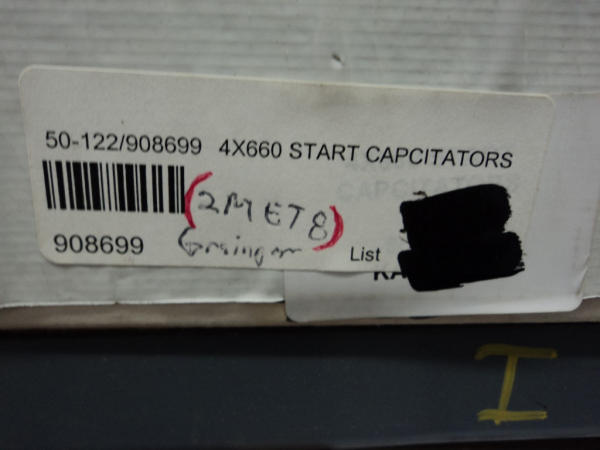 50-122/908699 4X660 START CAPCITATORS
(2MET8)
Grainger
908699
List
I